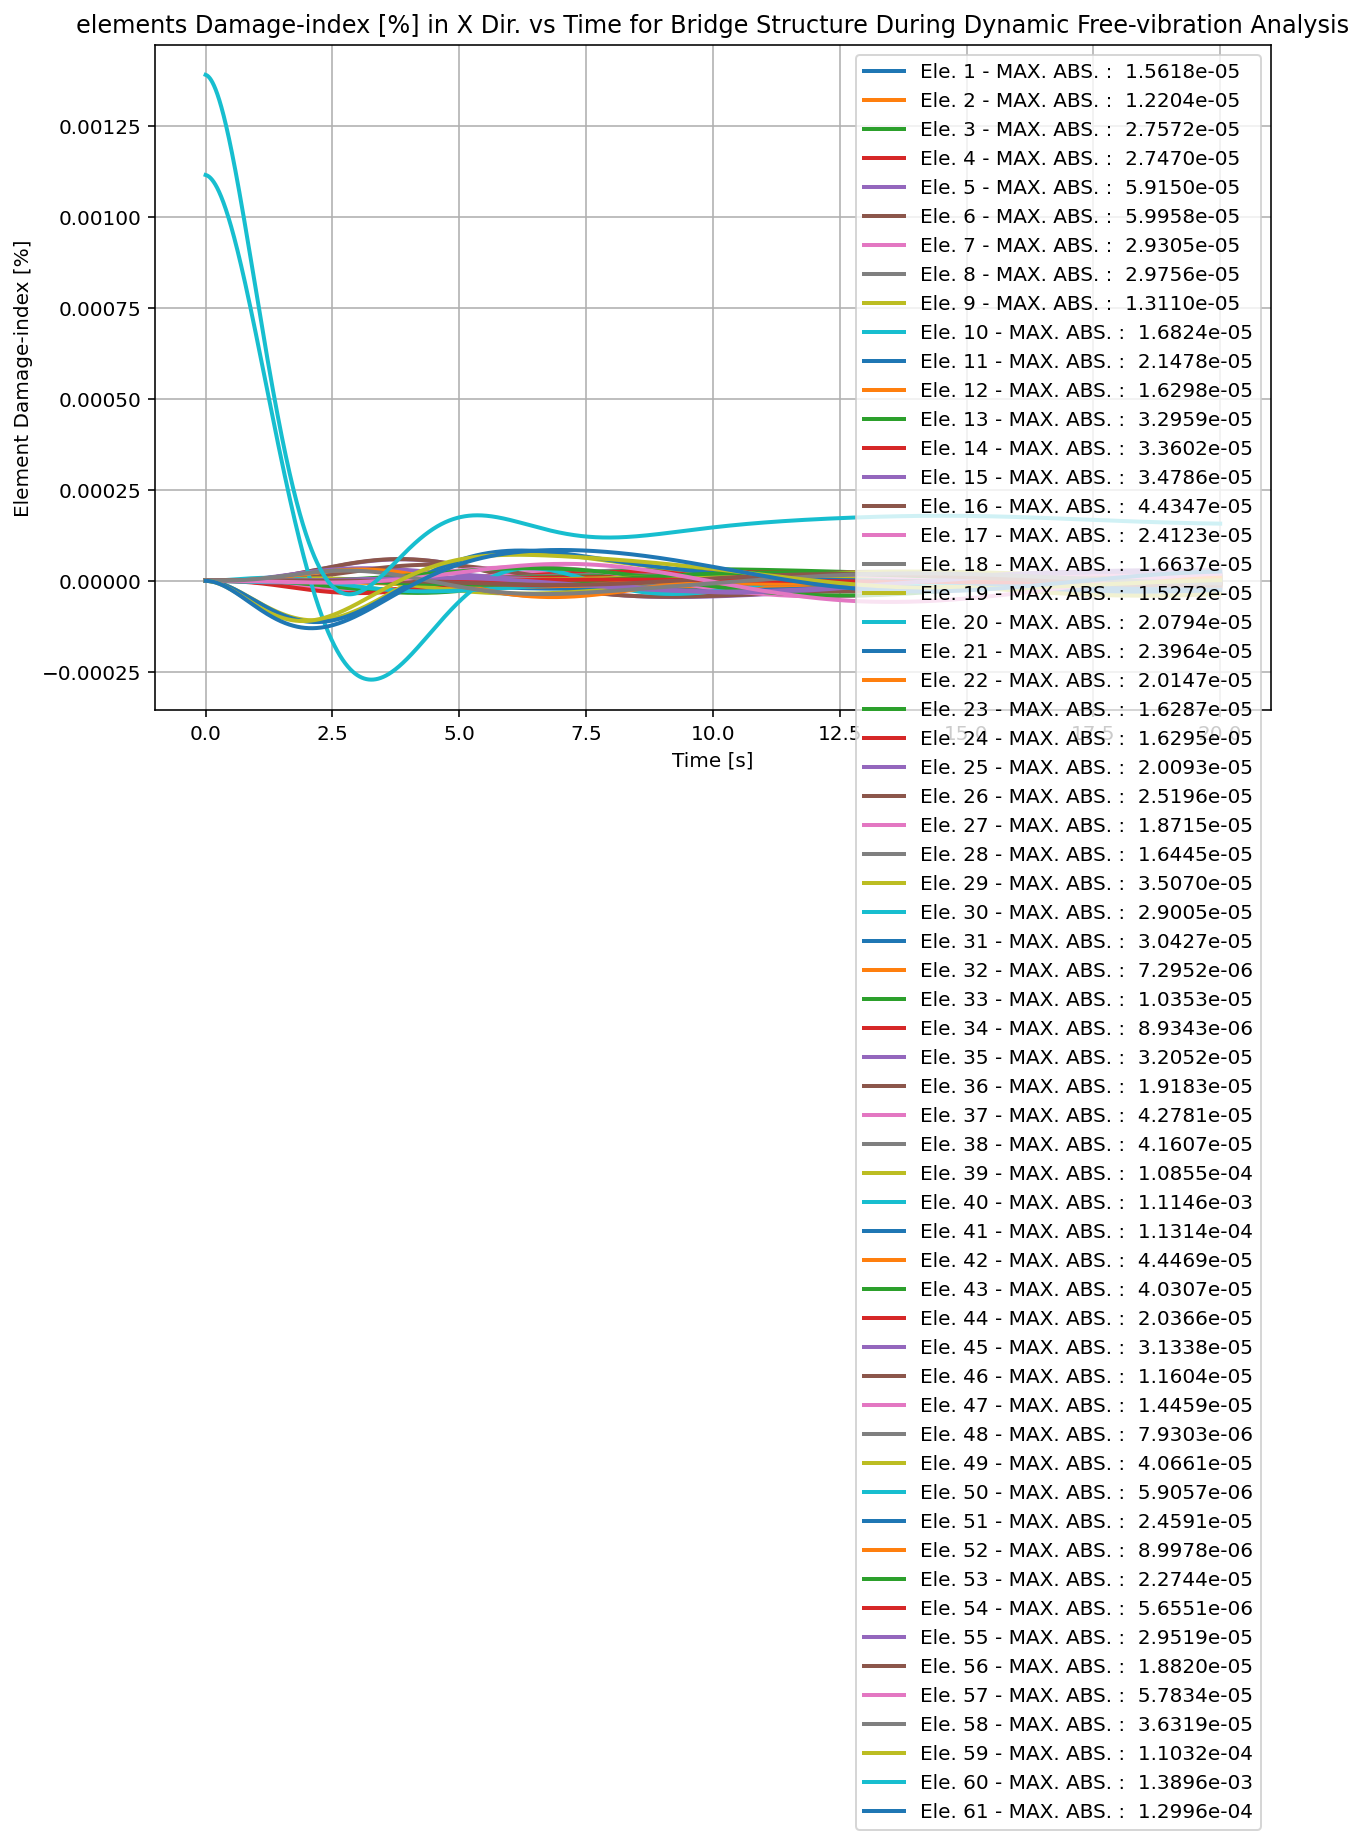 elements Damage-index [%] in X Dir. vs Time for Bridge Structure During Dynamic Free-vibration Analysis
Element Damage-index [%]
0.00125
0.00100
0.00075
0.00050
0.00025
0.00000
−0.00025
0.0 2.5 5.0 7.5 10.0 12.5 15.0 17.5 20.0
Time [s]
Ele. 1 - MAX. ABS. : 1.5618e-05
Ele. 2 - MAX. ABS. : 1.2204e-05
Ele. 3 - MAX. ABS. : 2.7572e-05
Ele. 4 - MAX. ABS. : 2.7470e-05
Ele. 5 - MAX. ABS. : 5.9150e-05
Ele. 6 - MAX. ABS. : 5.9958e-05
Ele. 7 - MAX. ABS. : 2.9305e-05
Ele. 8 - MAX. ABS. : 2.9756e-05
Ele. 9 - MAX. ABS. : 1.3110e-05
Ele. 10 - MAX. ABS. : 1.6824e-05
Ele. 11 - MAX. ABS. : 2.1478e-05
Ele. 12 - MAX. ABS. : 1.6298e-05
Ele. 13 - MAX. ABS. : 3.2959e-05
Ele. 14 - MAX. ABS. : 3.3602e-05
Ele. 15 - MAX. ABS. : 3.4786e-05
Ele. 16 - MAX. ABS. : 4.4347e-05
Ele. 17 - MAX. ABS. : 2.4123e-05
Ele. 18 - MAX. ABS. : 1.6637e-05
Ele. 19 - MAX. ABS. : 1.5272e-05
Ele. 20 - MAX. ABS. : 2.0794e-05
Ele. 21 - MAX. ABS. : 2.3964e-05
Ele. 22 - MAX. ABS. : 2.0147e-05
Ele. 23 - MAX. ABS. : 1.6287e-05
Ele. 24 - MAX. ABS. : 1.6295e-05
Ele. 25 - MAX. ABS. : 2.0093e-05
Ele. 26 - MAX. ABS. : 2.5196e-05
Ele. 27 - MAX. ABS. : 1.8715e-05
Ele. 28 - MAX. ABS. : 1.6445e-05
Ele. 29 - MAX. ABS. : 3.5070e-05
Ele. 30 - MAX. ABS. : 2.9005e-05
Ele. 31 - MAX. ABS. : 3.0427e-05
Ele. 32 - MAX. ABS. : 7.2952e-06
Ele. 33 - MAX. ABS. : 1.0353e-05
Ele. 34 - MAX. ABS. : 8.9343e-06
Ele. 35 - MAX. ABS. : 3.2052e-05
Ele. 36 - MAX. ABS. : 1.9183e-05
Ele. 37 - MAX. ABS. : 4.2781e-05
Ele. 38 - MAX. ABS. : 4.1607e-05
Ele. 39 - MAX. ABS. : 1.0855e-04
Ele. 40 - MAX. ABS. : 1.1146e-03
Ele. 41 - MAX. ABS. : 1.1314e-04
Ele. 42 - MAX. ABS. : 4.4469e-05
Ele. 43 - MAX. ABS. : 4.0307e-05
Ele. 44 - MAX. ABS. : 2.0366e-05
Ele. 45 - MAX. ABS. : 3.1338e-05
Ele. 46 - MAX. ABS. : 1.1604e-05
Ele. 47 - MAX. ABS. : 1.4459e-05
Ele. 48 - MAX. ABS. : 7.9303e-06
Ele. 49 - MAX. ABS. : 4.0661e-05
Ele. 50 - MAX. ABS. : 5.9057e-06
Ele. 51 - MAX. ABS. : 2.4591e-05
Ele. 52 - MAX. ABS. : 8.9978e-06
Ele. 53 - MAX. ABS. : 2.2744e-05
Ele. 54 - MAX. ABS. : 5.6551e-06
Ele. 55 - MAX. ABS. : 2.9519e-05
Ele. 56 - MAX. ABS. : 1.8820e-05
Ele. 57 - MAX. ABS. : 5.7834e-05
Ele. 58 - MAX. ABS. : 3.6319e-05
Ele. 59 - MAX. ABS. : 1.1032e-04
Ele. 60 - MAX. ABS. : 1.3896e-03
Ele. 61 - MAX. ABS. : 1.2996e-04